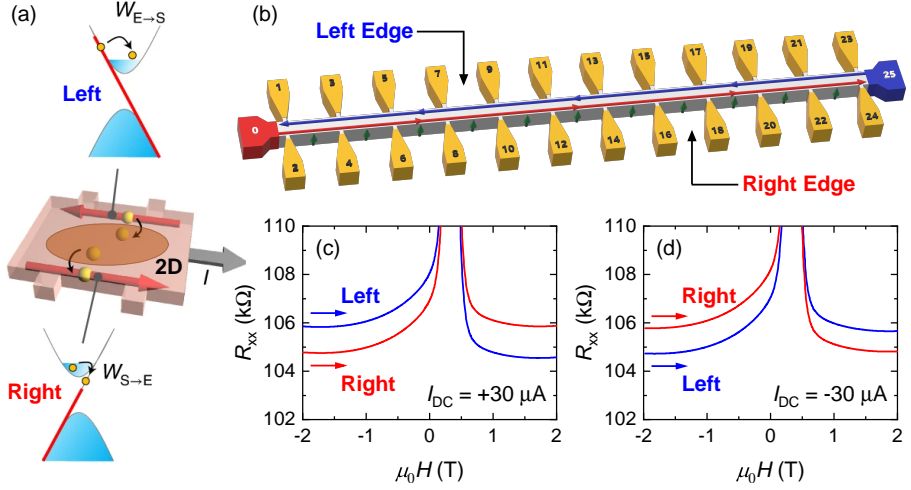 (a)
W_E→S
Left
2D
I
W_S→E
Right
(b)
Left Edge
1 3 5 7 9 11 13 15 17 19 21 23
0 25
2 4 6 8 10 12 14 16 18 20 22 24
Right Edge
(c)
R_xx (kΩ)
110
108
106
104
102
Left
Right
I_DC = +30 μA
-2 -1 0 1 2
μ₀H (T)
(d)
R_xx (kΩ)
110
108
106
104
102
Right
Left
I_DC = -30 μA
-2 -1 0 1 2
μ₀H (T)